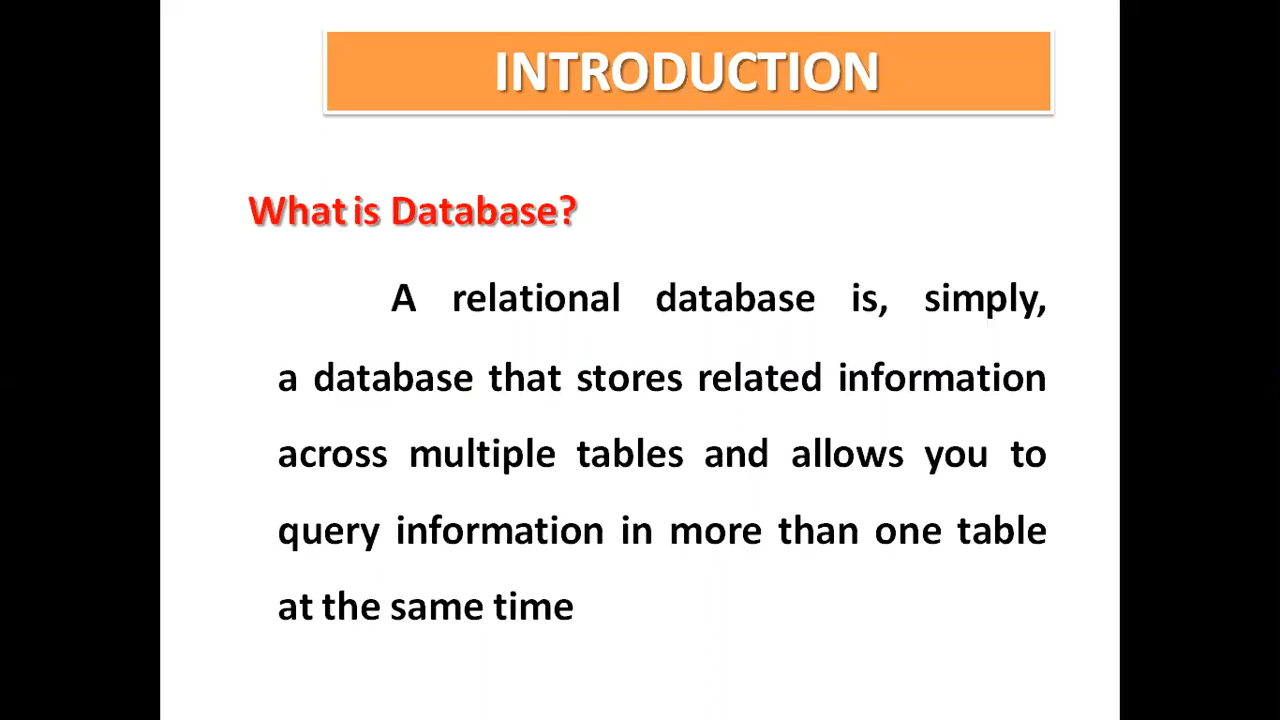 INTRODUCTION
What is Database?
A relational database is, simply,
a database that stores related information
across multiple tables and allows you to
query information in more than one table
at the same time